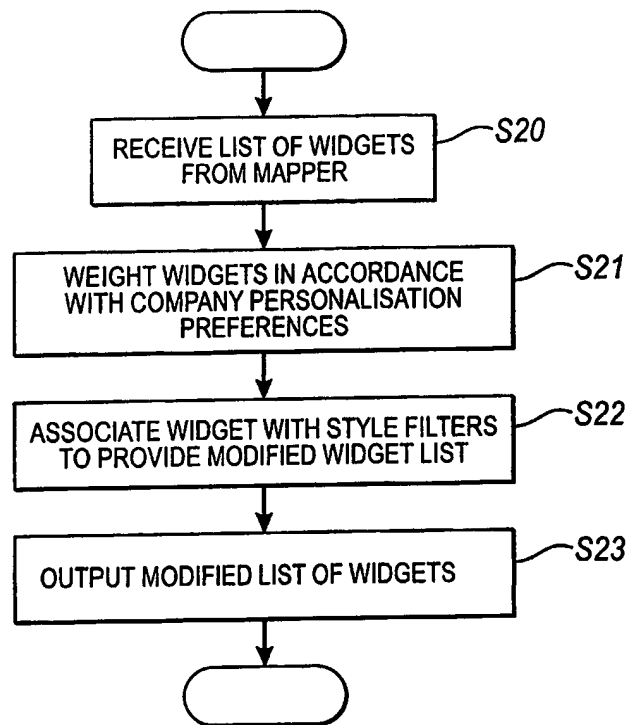 RECEIVE LIST OF WIDGETS
FROM MAPPER
S20
WEIGHT WIDGETS IN ACCORDANCE
WITH COMPANY PERSONALISATION
PREFERENCES
S21
ASSOCIATE WIDGET WITH STYLE FILTERS
TO PROVIDE MODIFIED WIDGET LIST
S22
OUTPUT MODIFIED LIST OF WIDGETS
S23